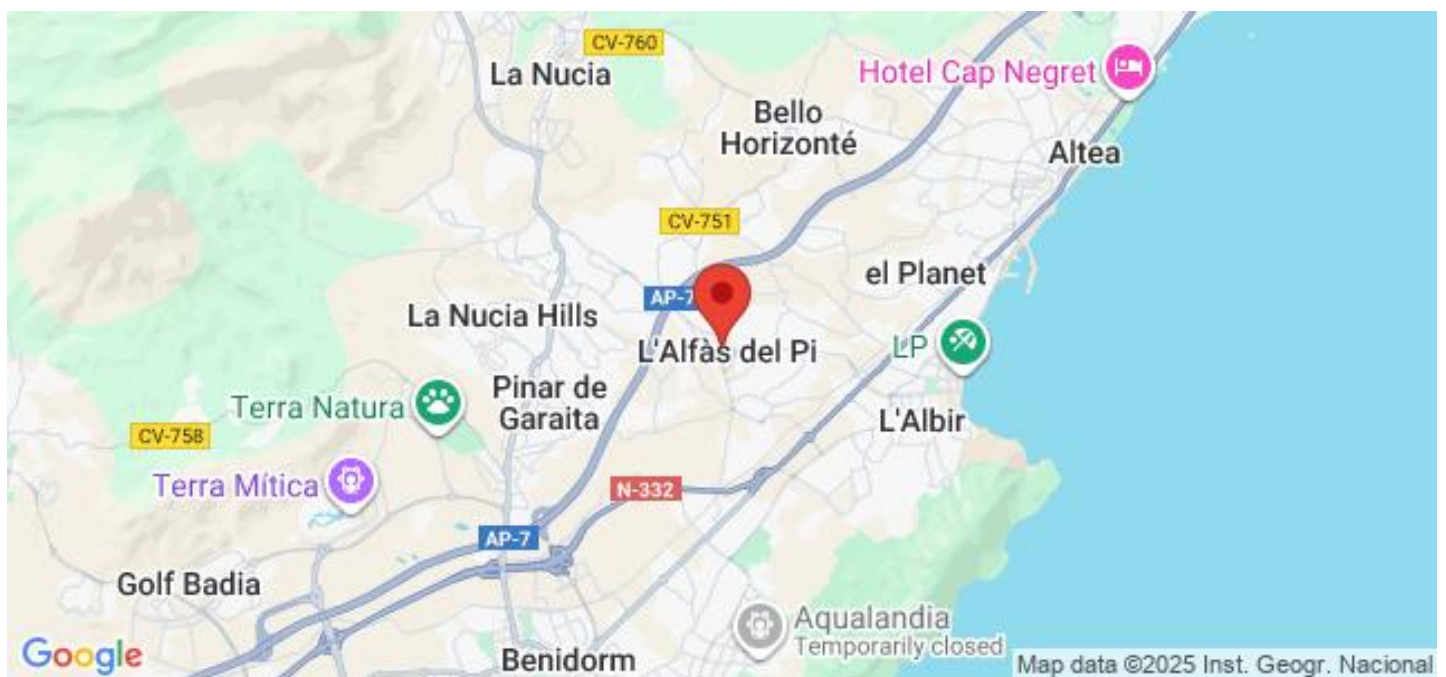 CV-760
La Nucia
Hotel Cap Negret
Bello
Horizonté
Altea
CV-751
el Planet
AP-7
La Nucia Hills
L'Alfàs del Pi
LP
Terra Natura
Pinar de
Garaita
L'Albir
CV-758
Terra Mítica
N-332
AP-7
Golf Badia
Aqualandia
Temporarily closed
Benidorm
Google
Map data ©2025 Inst. Geogr. Nacional